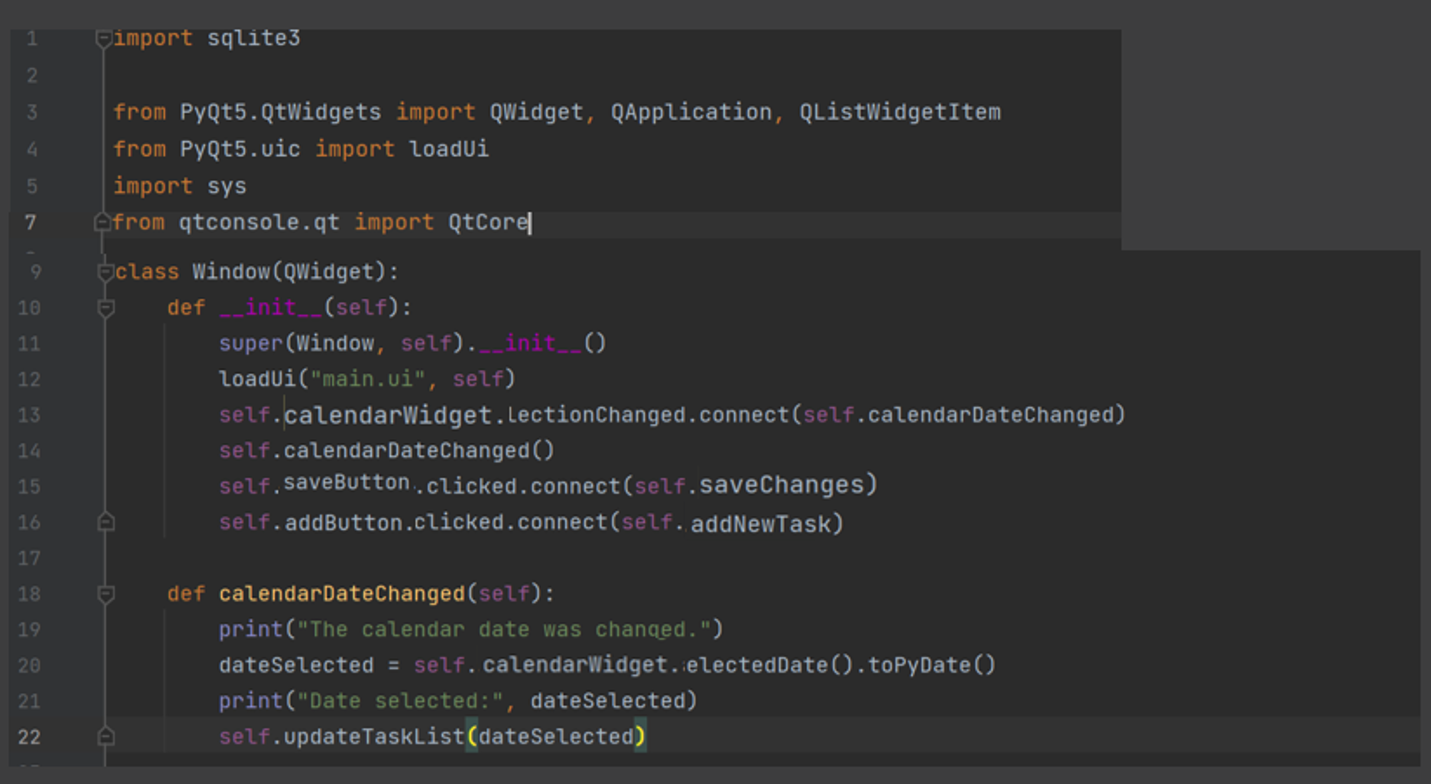 1 import sqlite3
2
3 from PyQt5.QtWidgets import QWidget, QApplication, QListWidgetItem
4 from PyQt5.uic import loadUi
5 import sys
7 from qtconsole.qt import QtCore
9 class Window(QWidget):
10 def __init__(self):
11 super(Window, self).__init__()
12 loadUi("main.ui", self)
13 self.calendarWidget.lectionChanged.connect(self.calendarDateChanged)
14 self.calendarDateChanged()
15 self.saveButton..clicked.connect(self.saveChanges)
16 self.addButton.clicked.connect(self.addNewTask)
17
18 def calendarDateChanged(self):
19 print("The calendar date was changed.")
20 dateSelected = self.calendarWidget.electedDate().toPyDate()
21 print("Date selected:", dateSelected)
22 self.updateTaskList(dateSelected)